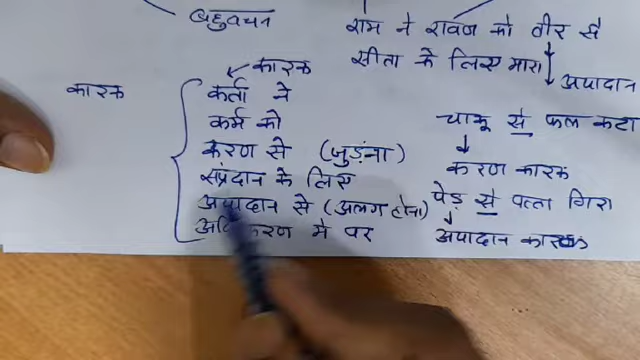 बहुवचन
राम ने रावण को तीर से
सीता के लिए मारा
अपादान
कारक
कारक
कर्ता ने
कर्म को
करण से (जुड़ना)
संप्रदान के लिए
अपादान से (अलग होना)
अधिकरण मे पर
चाकू से फल कटा
करण कारक
पेड़ से पत्ता गिरा
अपादान कारक